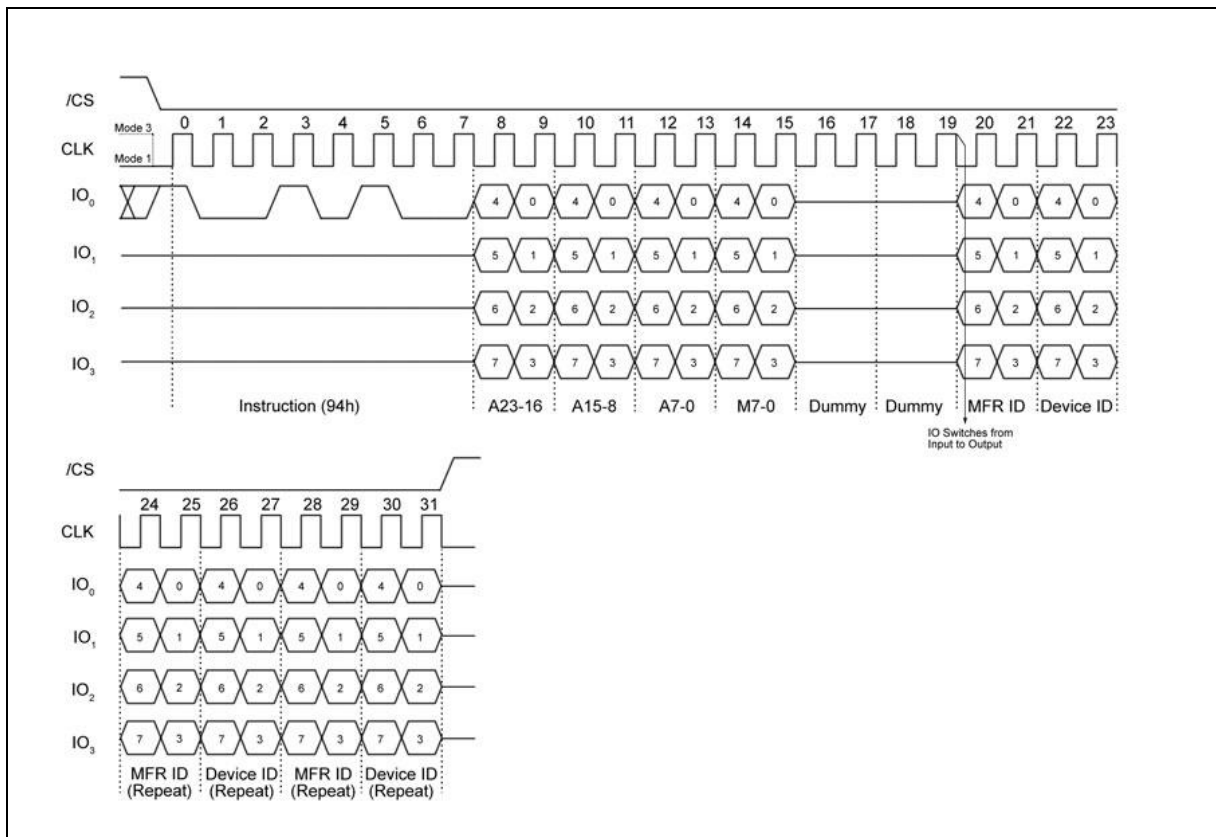 /CS
0 1 2 3 4 5 6 7 8 9 10 11 12 13 14 15 16 17 18 19 20 21 22 23
Mode 3
CLK
Mode 1
IO0 4 0 4 0 4 0 4 0 4 0 4 0
IO1 5 1 5 1 5 1 5 1 5 1 5 1
IO2 6 2 6 2 6 2 6 2 6 2 6 2
IO3 7 3 7 3 7 3 7 3 7 3 7 3
Instruction (94h) A23-16 A15-8 A7-0 M7-0 Dummy Dummy MFR ID Device ID
IO Switches from
Input to Output
/CS
24 25 26 27 28 29 30 31
CLK
IO0 4 0 4 0 4 0 4 0
IO1 5 1 5 1 5 1 5 1
IO2 6 2 6 2 6 2 6 2
IO3 7 3 7 3 7 3 7 3
MFR ID Device ID MFR ID Device ID
(Repeat) (Repeat) (Repeat) (Repeat)